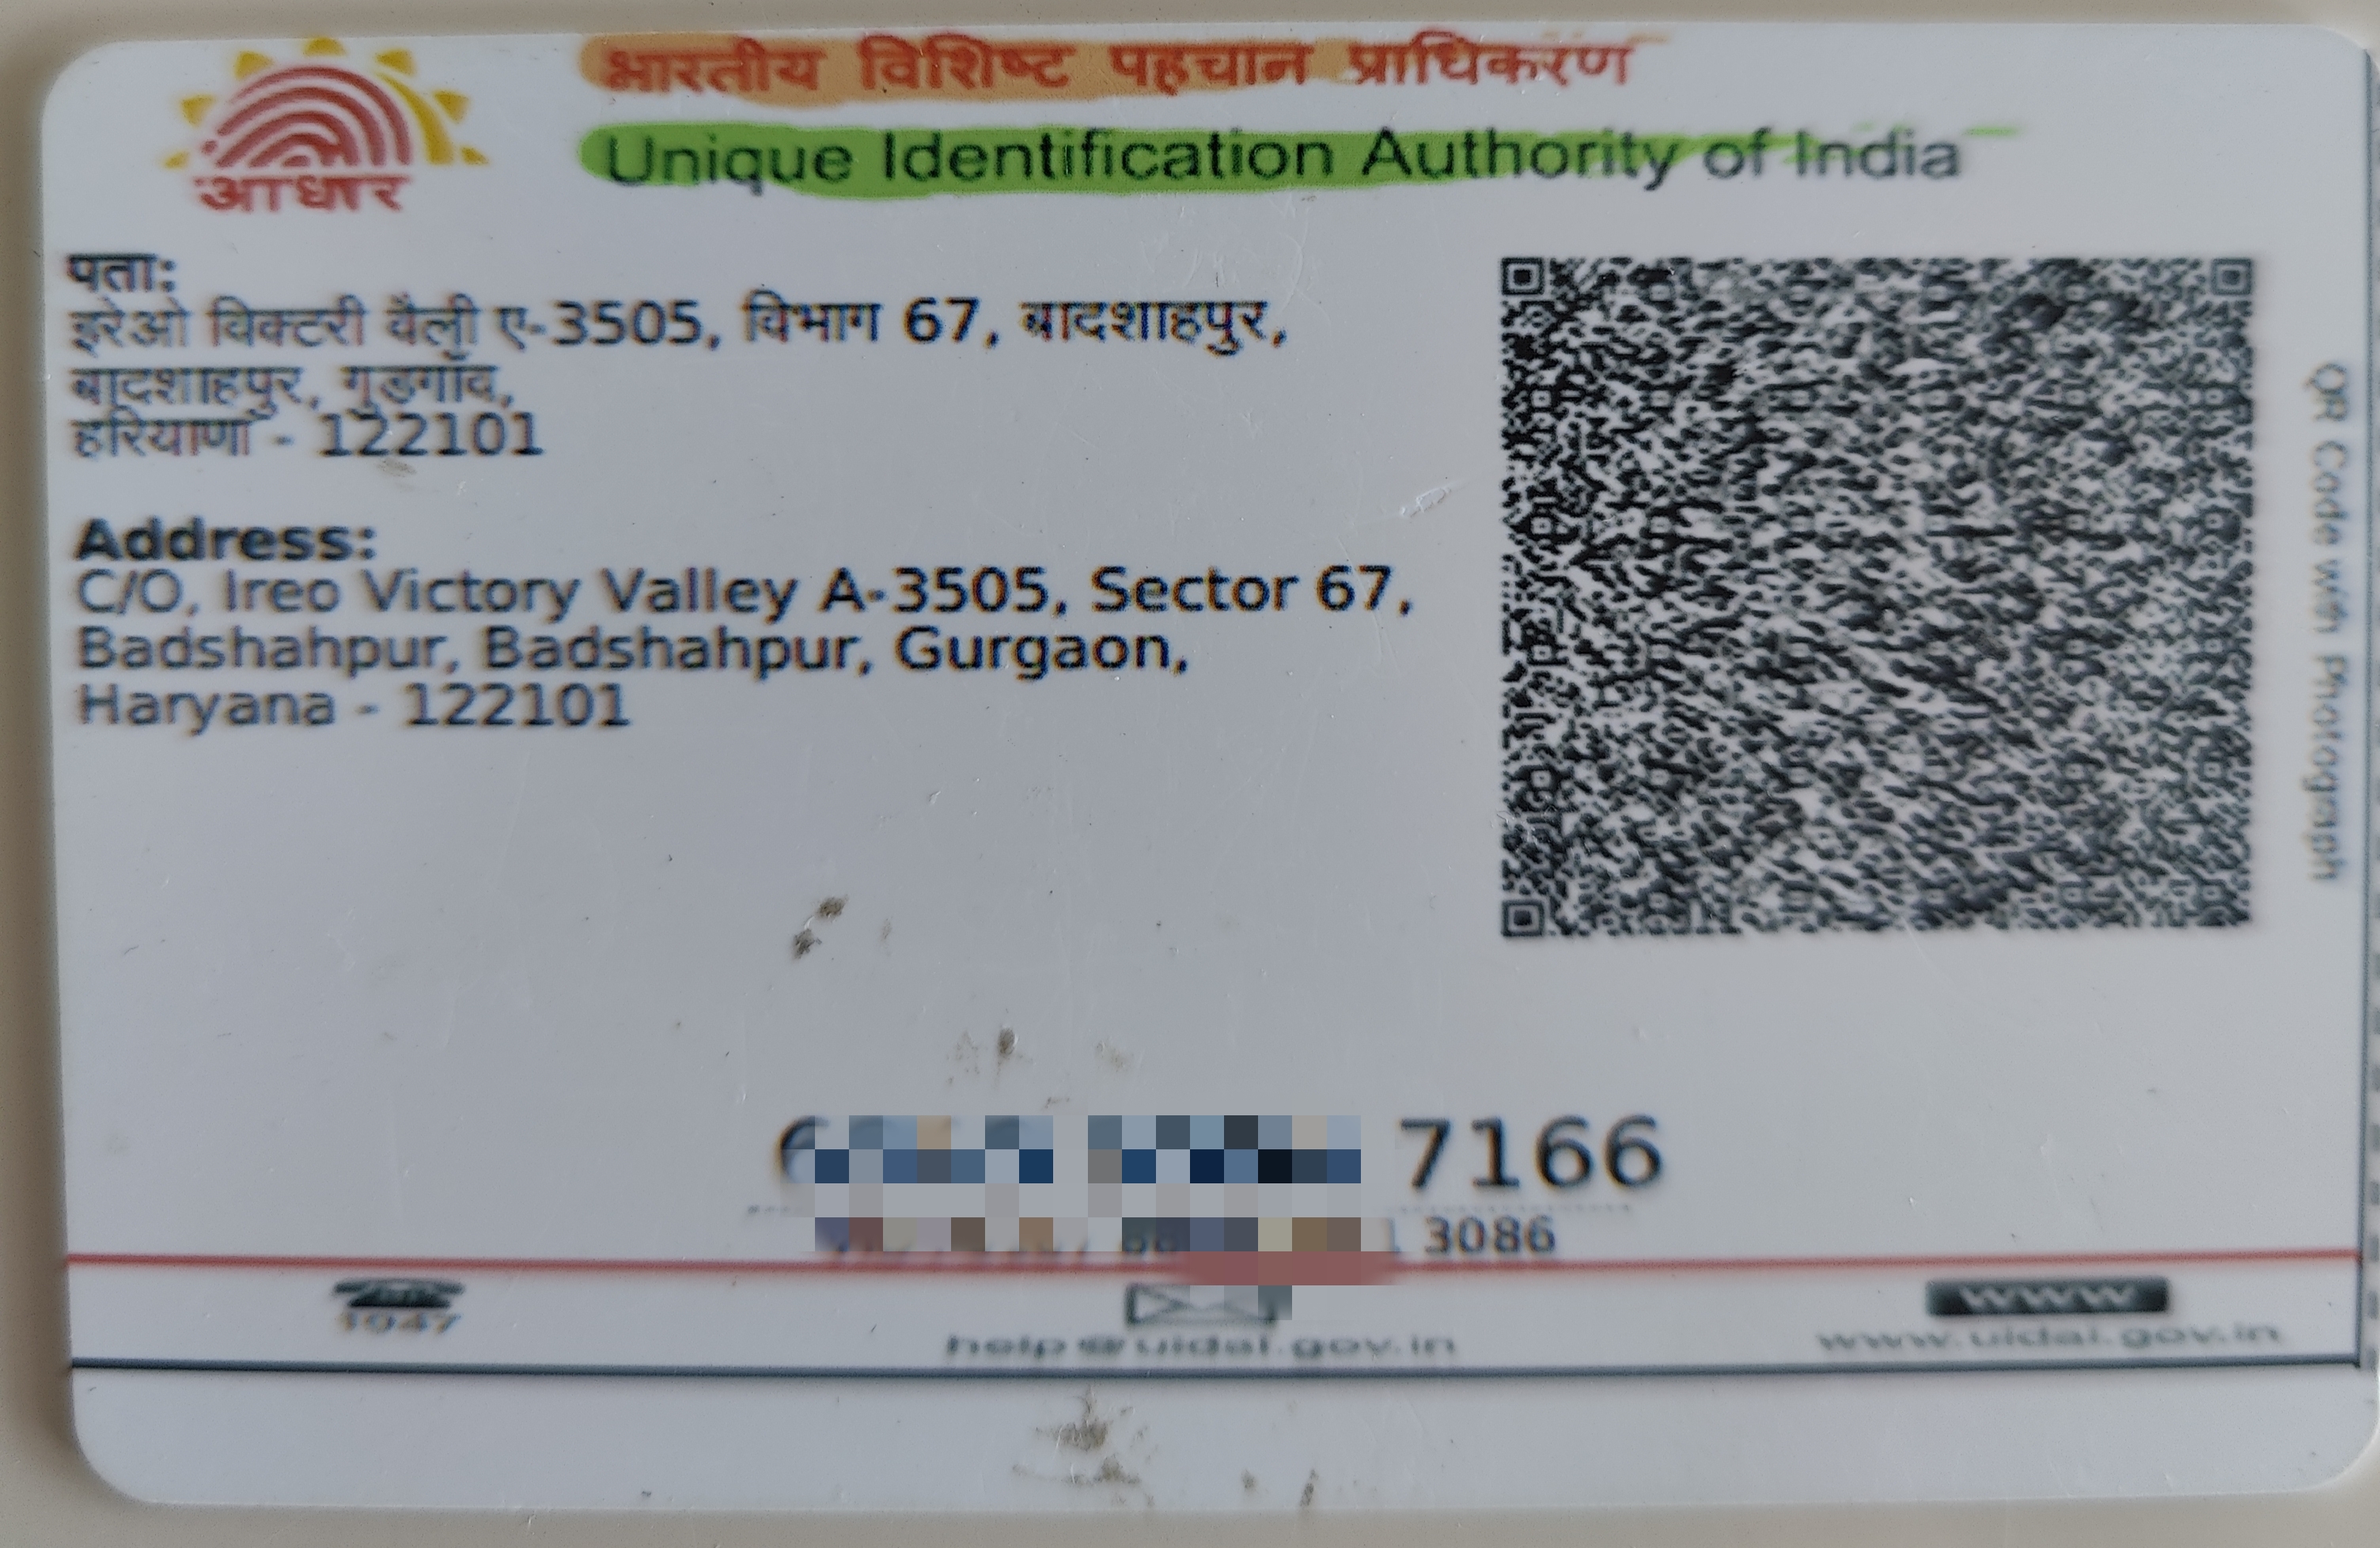 भारतीय विशिष्ट पहचान प्राधिकरण
Unique Identification Authority of India
आधार
पता:
इरेओ विक्टरी वैली ए-3505, विभाग 67, बादशाहपुर,
बादशाहपुर, गुडगाँव,
हरियाणा - 122101
Address:
C/O, Ireo Victory Valley A-3505, Sector 67,
Badshahpur, Badshahpur, Gurgaon,
Haryana - 122101
QR Code with Photograph
7166
3086
1947
help@uidai.gov.in
www
www.uidai.gov.in